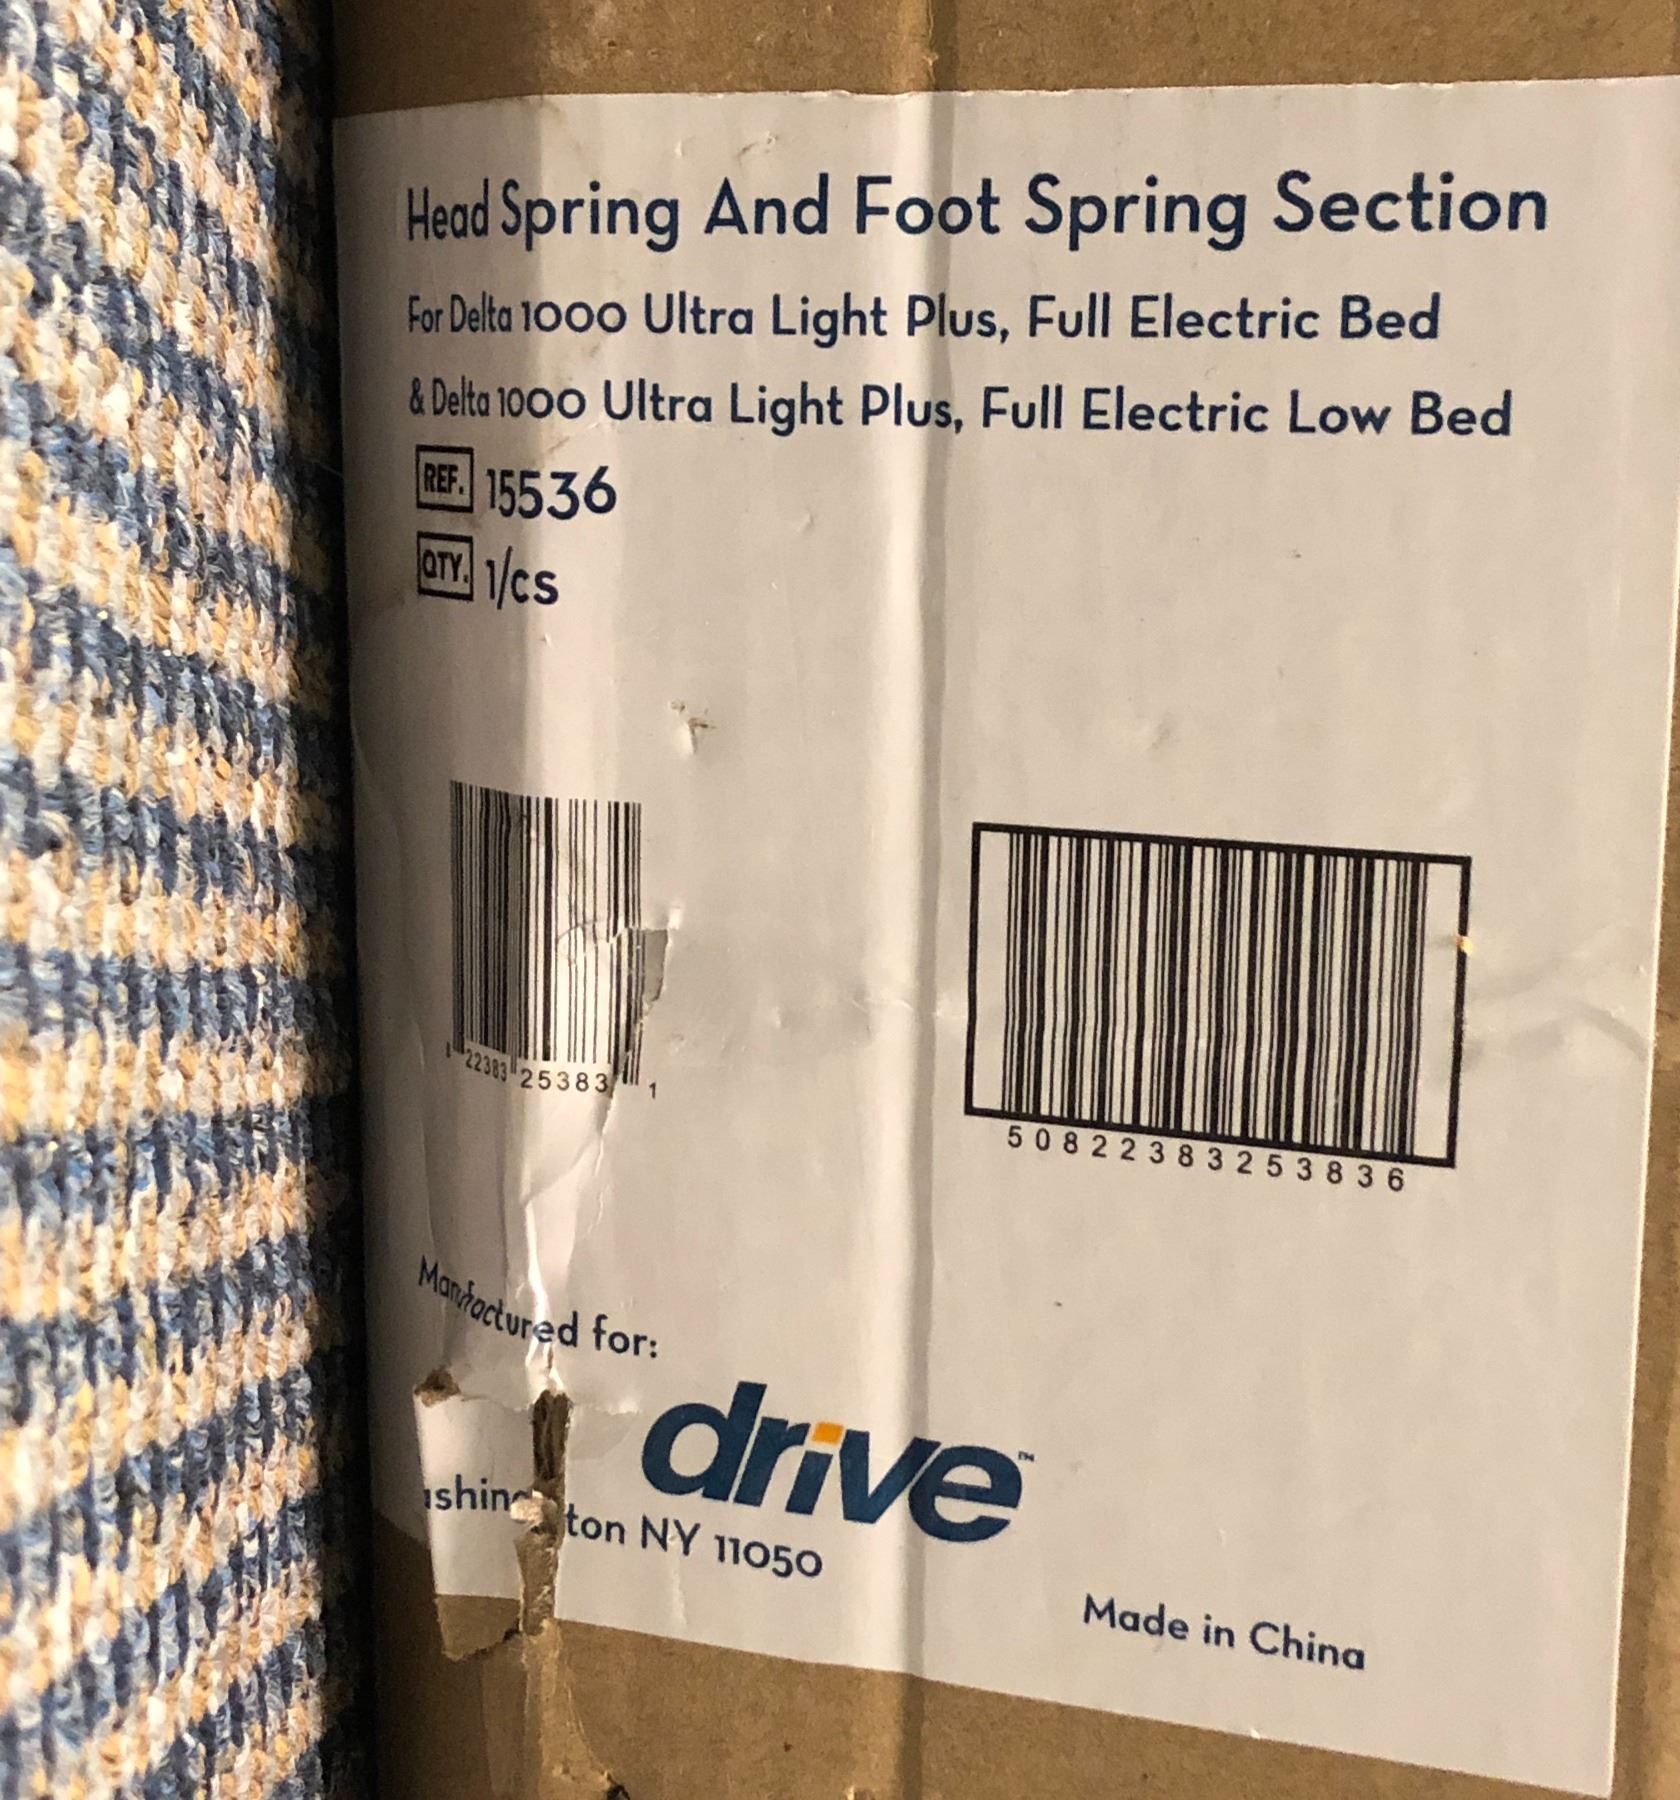 Head Spring And Foot Spring Section
For Delta 1000 Ultra Light Plus, Full Electric Bed
& Delta 1000 Ultra Light Plus, Full Electric Low Bed
REF. 15536
QTY. 1/cs
22383 25383 1
50822383253836
Manufactured for:
drive™
NY 11050
Made in China